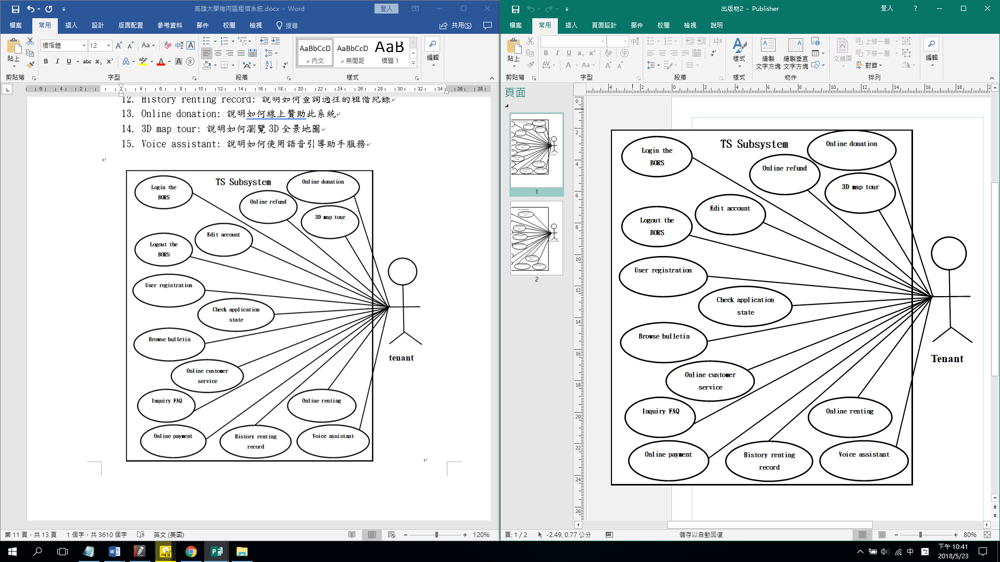 高雄大學烤肉區租借系統.docx - Word
登入
檔案 常用 插入 設計 版面配置 參考資料 郵件 校閱 檢視 搜尋 共用(S)
貼上
標楷體 12
AaBbCcD AaBbCcD AaB
內文 無間距 標題 1
編輯
剪貼簿 字型 段落 樣式
12. History renting record: 說明如何查詢過往的租借紀錄
13. Online donation: 說明如何線上贊助此系統
14. 3D map tour: 說明如何瀏覽 3D 全景地圖
15. Voice assistant: 說明如何使用語音引導助手服務
TS Subsystem
Login the
BORS
Online donation
Online refund
3D map tour
Edit account
Logout the
BORS
User registration
Check application
state
Browse bulletin
Online customer
service
Inquiry FAQ
Online renting
Online payment
History renting
record
Voice assistant
tenant
第 11 頁，共 13 頁 1 個字，共 3610 個字 英文 (美國) 120%
出版物2 - Publisher
登入
檔案 常用 插入 頁面設計 郵件 校閱 檢視 說明
貼上
樣式
繪製
文字方塊
繪製垂直
文字方塊
文繞圖
上移一層
下移一層
對齊
編輯
剪貼簿 字型 段落 樣式 物件 排列
頁面
1
2
TS Subsystem
Login the
BORS
Online donation
Online refund
3D map tour
Edit account
Logout the
BORS
User registration
Check application
state
Browse bulletin
Online customer
service
Inquiry FAQ
Online renting
Online payment
History renting
record
Voice assistant
Tenant
頁: 1 / 2 -2.49, 0.77 公分 儲存以自動回復 80%
中
下午 10:41
2018/5/23